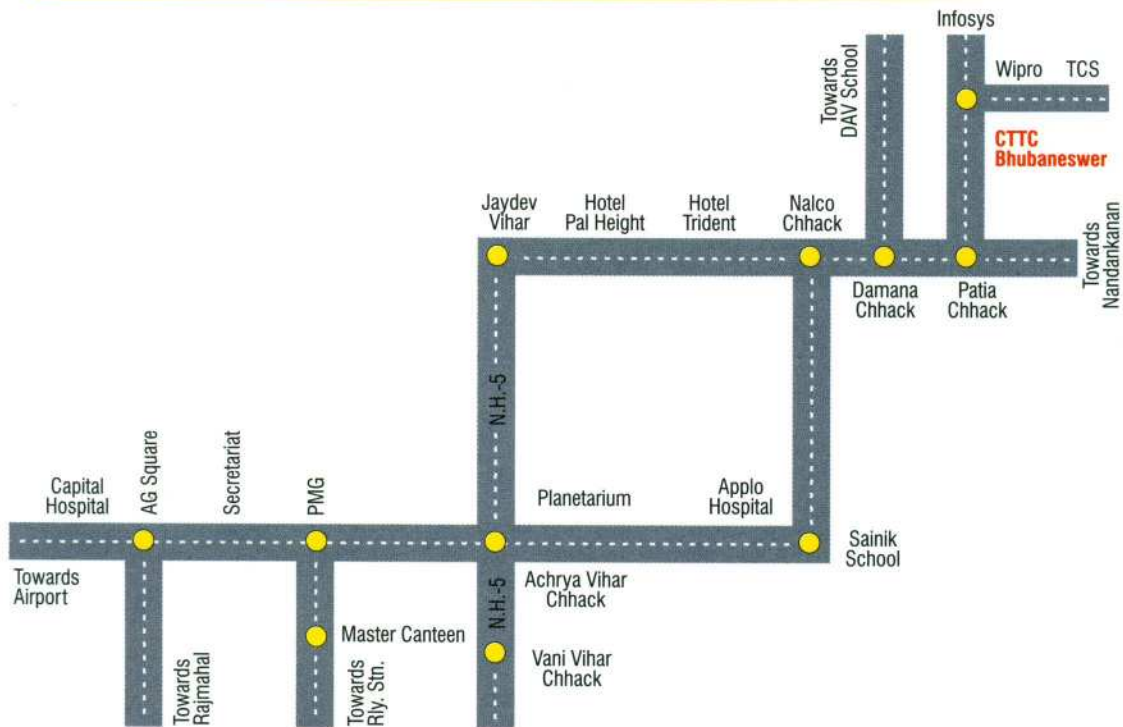 Infosys
Wipro TCS
Towards
DAV School
CTTC
Bhubaneswer
Jaydev
Vihar
Hotel
Pal Height
Hotel
Trident
Nalco
Chhack
Damana
Chhack
Patia
Chhack
Towards
Nandankanan
N.H.-5
Capital
Hospital
AG Square
Secretariat
PMG
Planetarium
Applo
Hospital
Sainik
School
Towards
Airport
Achrya Vihar
Chhack
N.H.-5
Master Canteen
Vani Vihar
Chhack
Towards
Rajmahal
Towards
Rly. Stn.